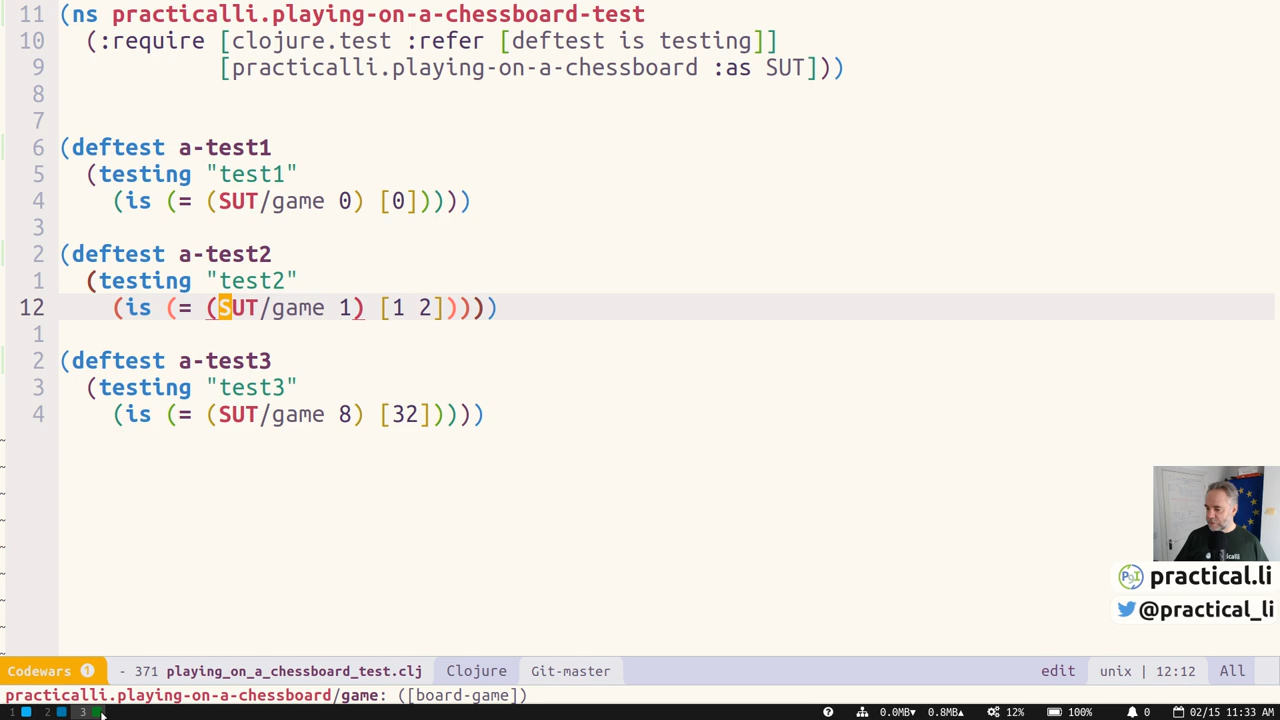 11 (ns practicalli.playing-on-a-chessboard-test
10 (:require [clojure.test :refer [deftest is testing]]
9 [practicalli.playing-on-a-chessboard :as SUT]))
8
7
6 (deftest a-test1
5 (testing "test1"
4 (is (= (SUT/game 0) [0]))))
3
2 (deftest a-test2
1 (testing "test2"
12 (is (= (SUT/game 1) [1 2]))))
1
2 (deftest a-test3
3 (testing "test3"
4 (is (= (SUT/game 8) [32]))))
~
~
~
~
~
~
~
~
practical.li
@practical_li
Codewars 1 - 371 playing_on_a_chessboard_test.clj Clojure Git-master edit unix | 12:12 All
practicalli.playing-on-a-chessboard/game: ([board-game])
1 2 3 0.0MB▾ 0.8MB▴ 12% 100% 0 02/15 11:33 AM